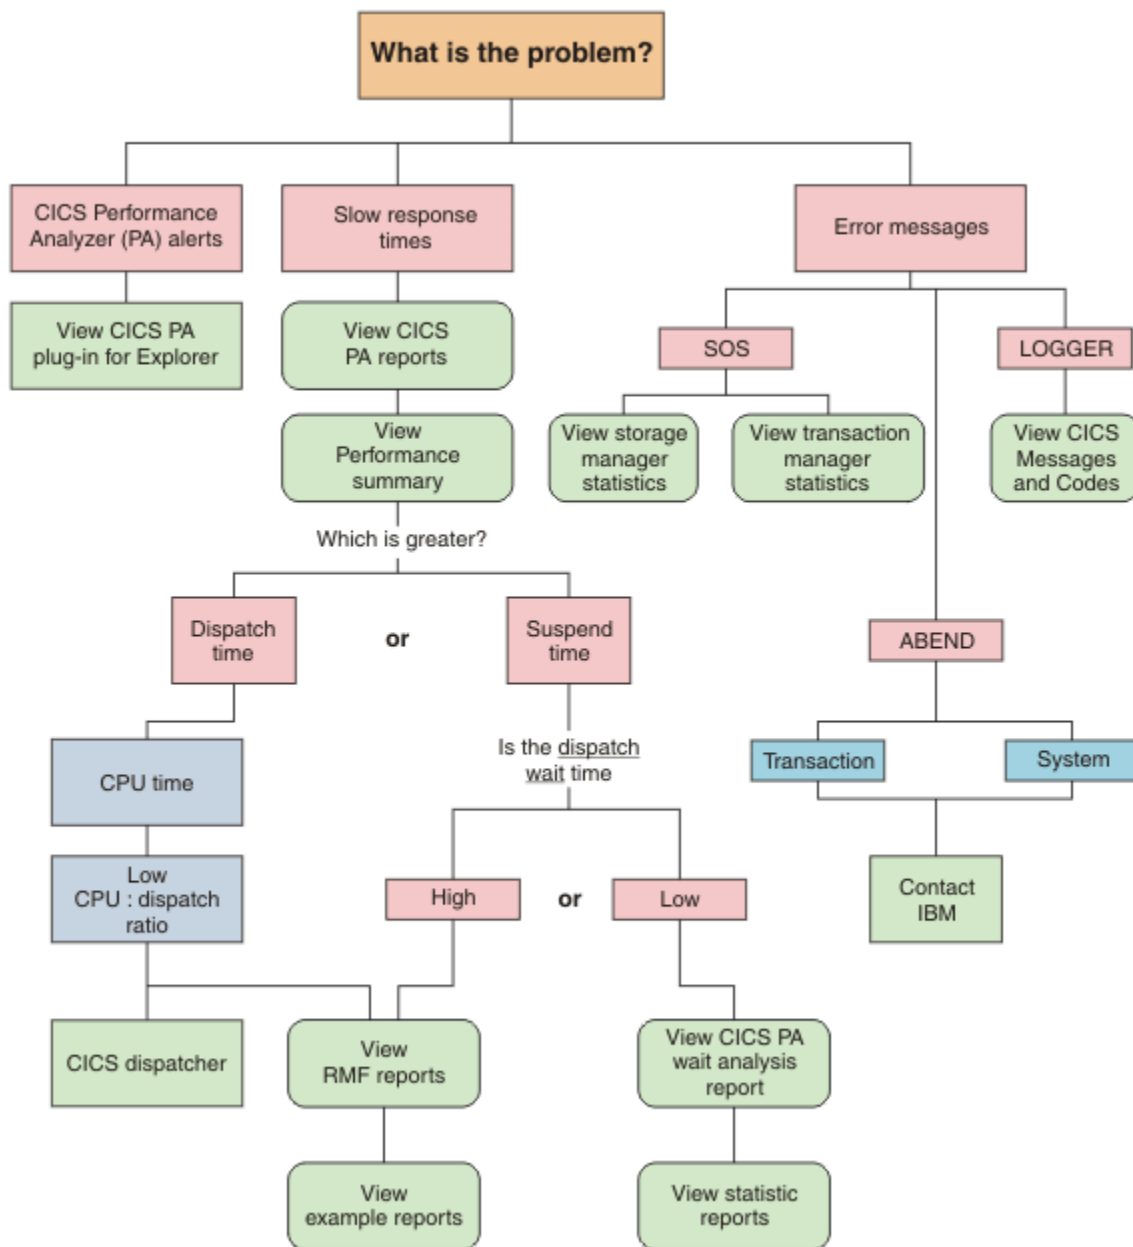 What is the problem?
CICS Performance
Analyzer (PA) alerts
Slow response
times
Error messages
View CICS PA
plug-in for Explorer
View CICS
PA reports
SOS
LOGGER
View
Performance
summary
View storage
manager
statistics
View transaction
manager
statistics
View CICS
Messages
and Codes
Which is greater?
Dispatch
time
or
Suspend
time
ABEND
Is the dispatch
wait time
CPU time
Transaction
System
Low
CPU : dispatch
ratio
High
or
Low
Contact
IBM
CICS dispatcher
View
RMF reports
View CICS PA
wait analysis
report
View
example reports
View statistic
reports